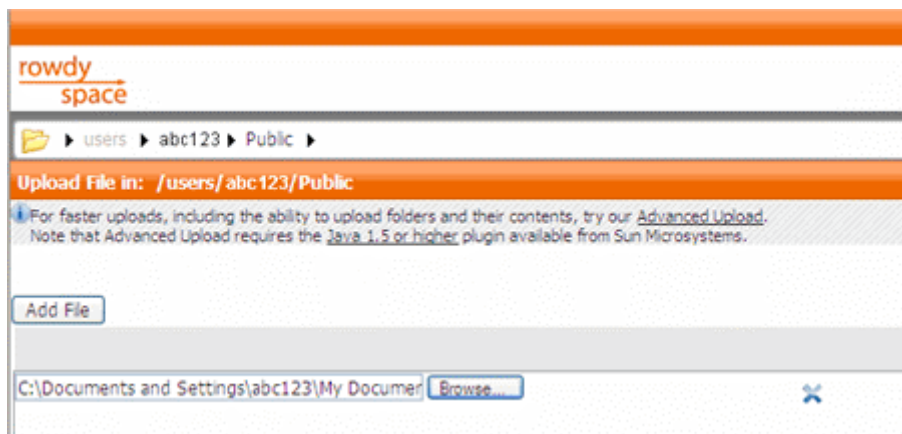 rowdy
space
users abc123 Public
Upload File in: /users/abc123/Public
For faster uploads, including the ability to upload folders and their contents, try our Advanced Upload.
Note that Advanced Upload requires the Java 1.5 or higher plugin available from Sun Microsystems.
Add File
C:\Documents and Settings\abc123\My Documer Browse...